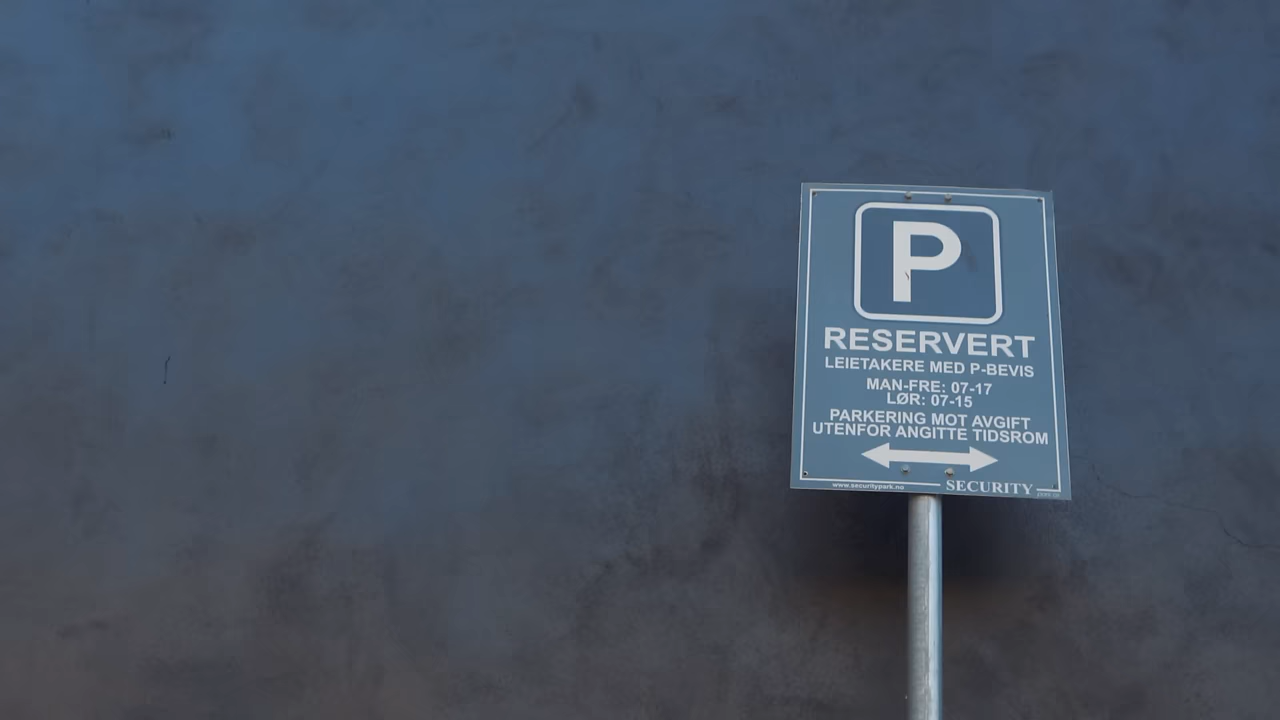 P
RESERVERT
LEIETAKERE MED P-BEVIS
MAN-FRE: 07-17
LØR: 07-15
PARKERING MOT AVGIFT
UTENFOR ANGITTE TIDSROM
www.securitypark.no
SECURITY